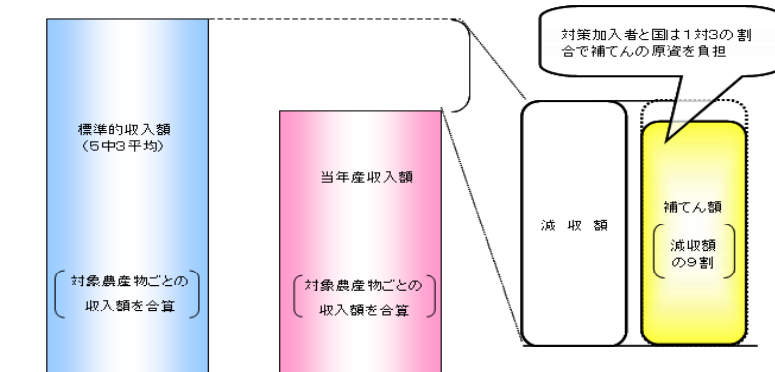 対策加入者と国は1対3の割
合で補てんの原資を負担
標準的収入額
(5中3平均)
当年産収入額
減収額
補てん額
減収額
の9割
対象農産物ごとの
収入額を合算
対象農産物ごとの
収入額を合算